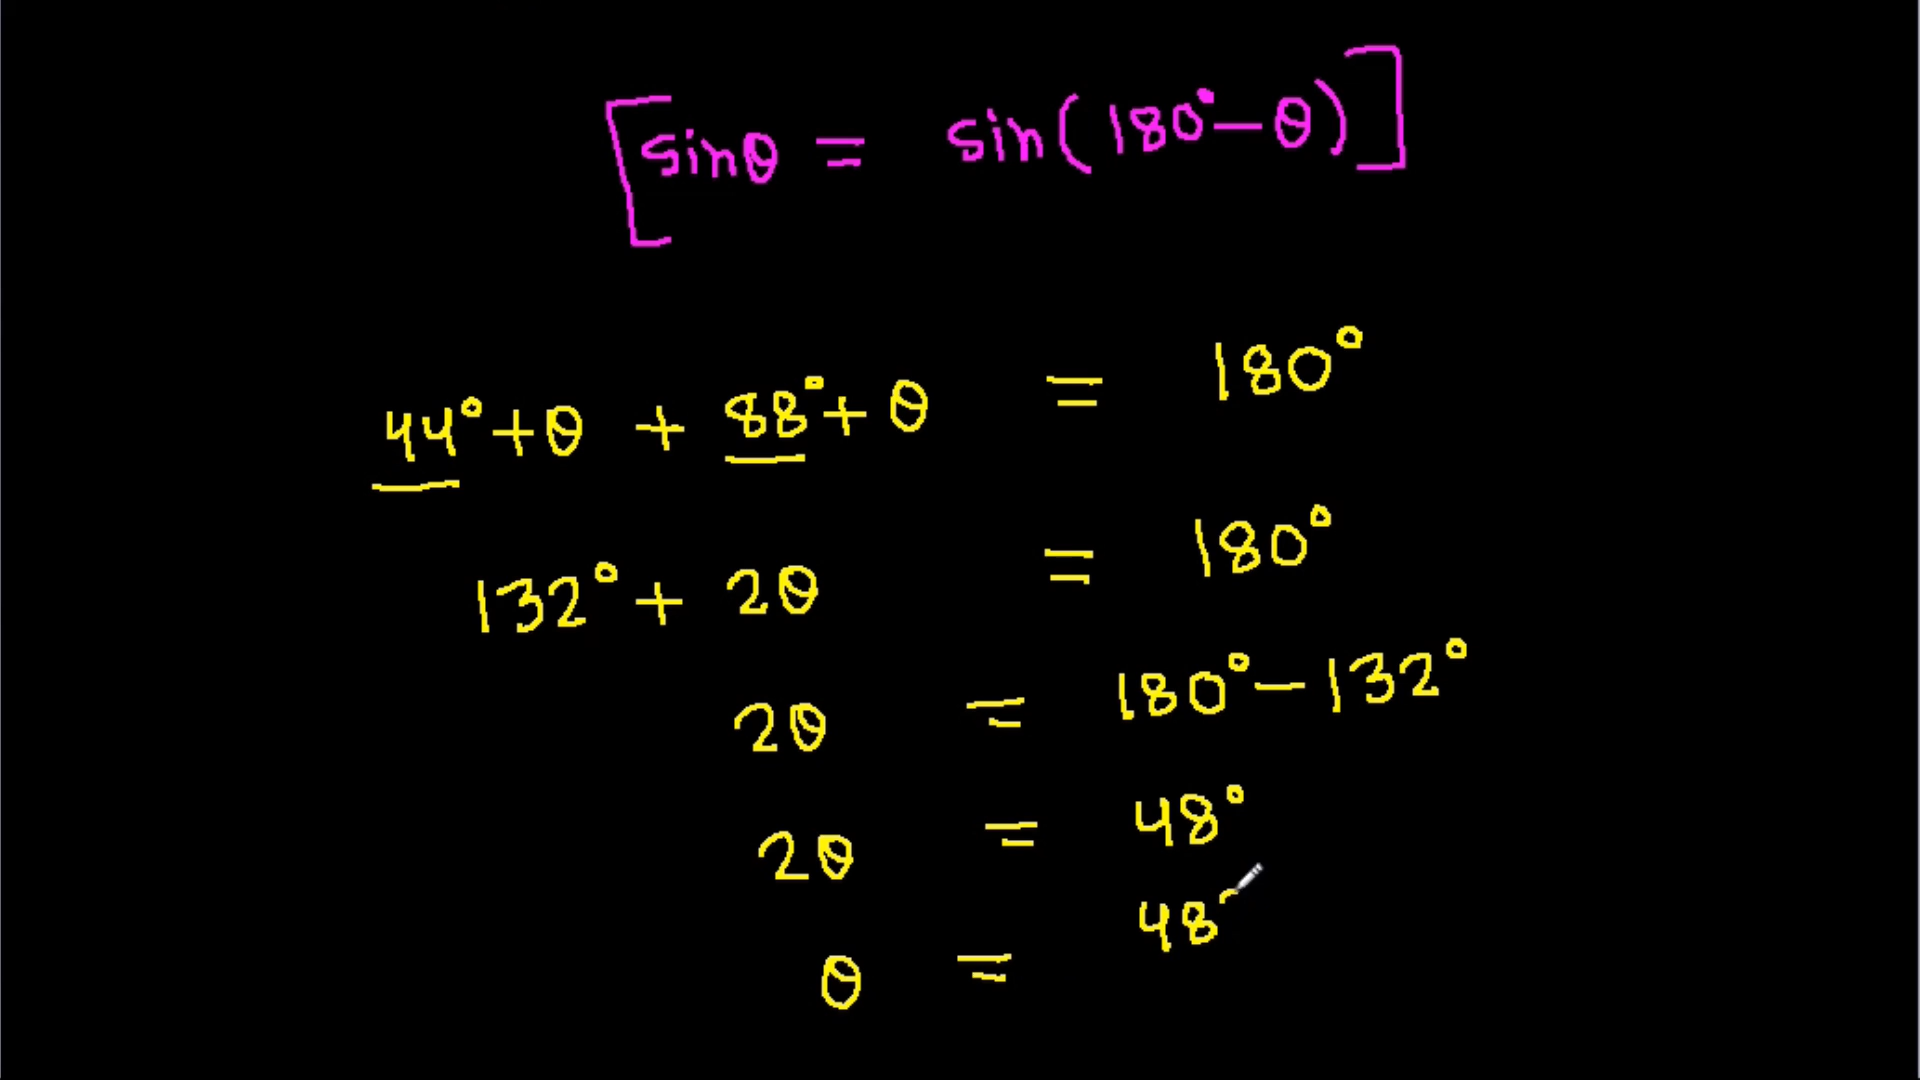 [sinθ = sin(180°−θ)]
44°+θ + 88°+θ = 180°
132°+ 2θ = 180°
2θ = 180°−132°
2θ = 48°
θ = 48